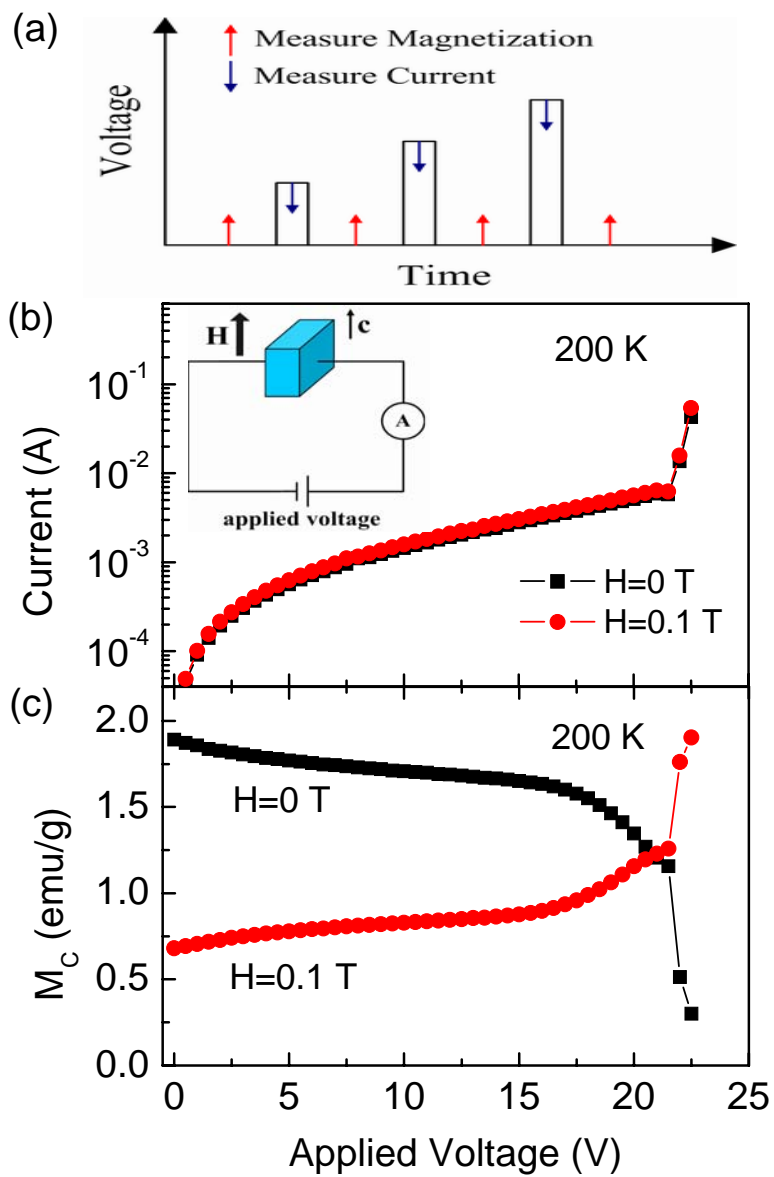 (a)
Measure Magnetization
Measure Current
Voltage
Time
(b)
H
c
A
applied voltage
200 K
10⁻¹
10⁻²
10⁻³
10⁻⁴
Current (A)
H=0 T
H=0.1 T
(c)
200 K
2.0
1.5
1.0
0.5
0.0
M_C (emu/g)
H=0 T
H=0.1 T
0 5 10 15 20 25
Applied Voltage (V)